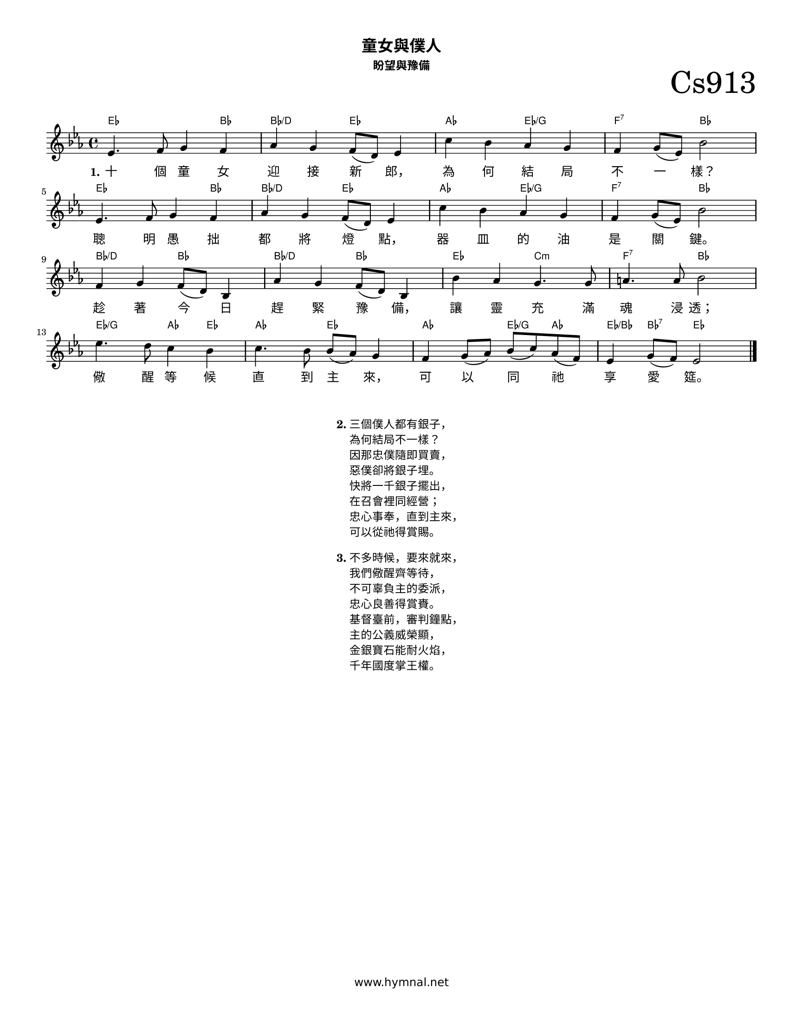 童女與僕人
盼望與豫備
Cs913
E♭ B♭ B♭/D E♭ A♭ E♭/G F7 B♭
1. 十個童女迎接新郎，為何結局不一樣？
5
E♭ B♭ B♭/D E♭ A♭ E♭/G F7 B♭
聰明愚拙都將燈點，器皿的油是關鍵。
9
B♭/D B♭ B♭/D B♭ E♭ Cm F7 B♭
趁著今日趕緊豫備，讓靈充滿魂浸透；
13
E♭/G A♭ E♭ A♭ E♭ A♭ E♭/G A♭ E♭/B♭ B♭7 E♭
儆醒等候直到主來，可以同祂享愛筵。
2. 三個僕人都有銀子，
為何結局不一樣？
因那忠僕隨即買賣，
惡僕卻將銀子埋。
快將一千銀子擺出，
在召會裡同經營；
忠心事奉，直到主來，
可以從祂得賞賜。
3. 不多時候，要來就來，
我們儆醒齊等待，
不可辜負主的委派，
忠心良善得賞賚。
基督臺前，審判鐘點，
主的公義威榮顯，
金銀寶石能耐火焰，
千年國度掌王權。
www.hymnal.net